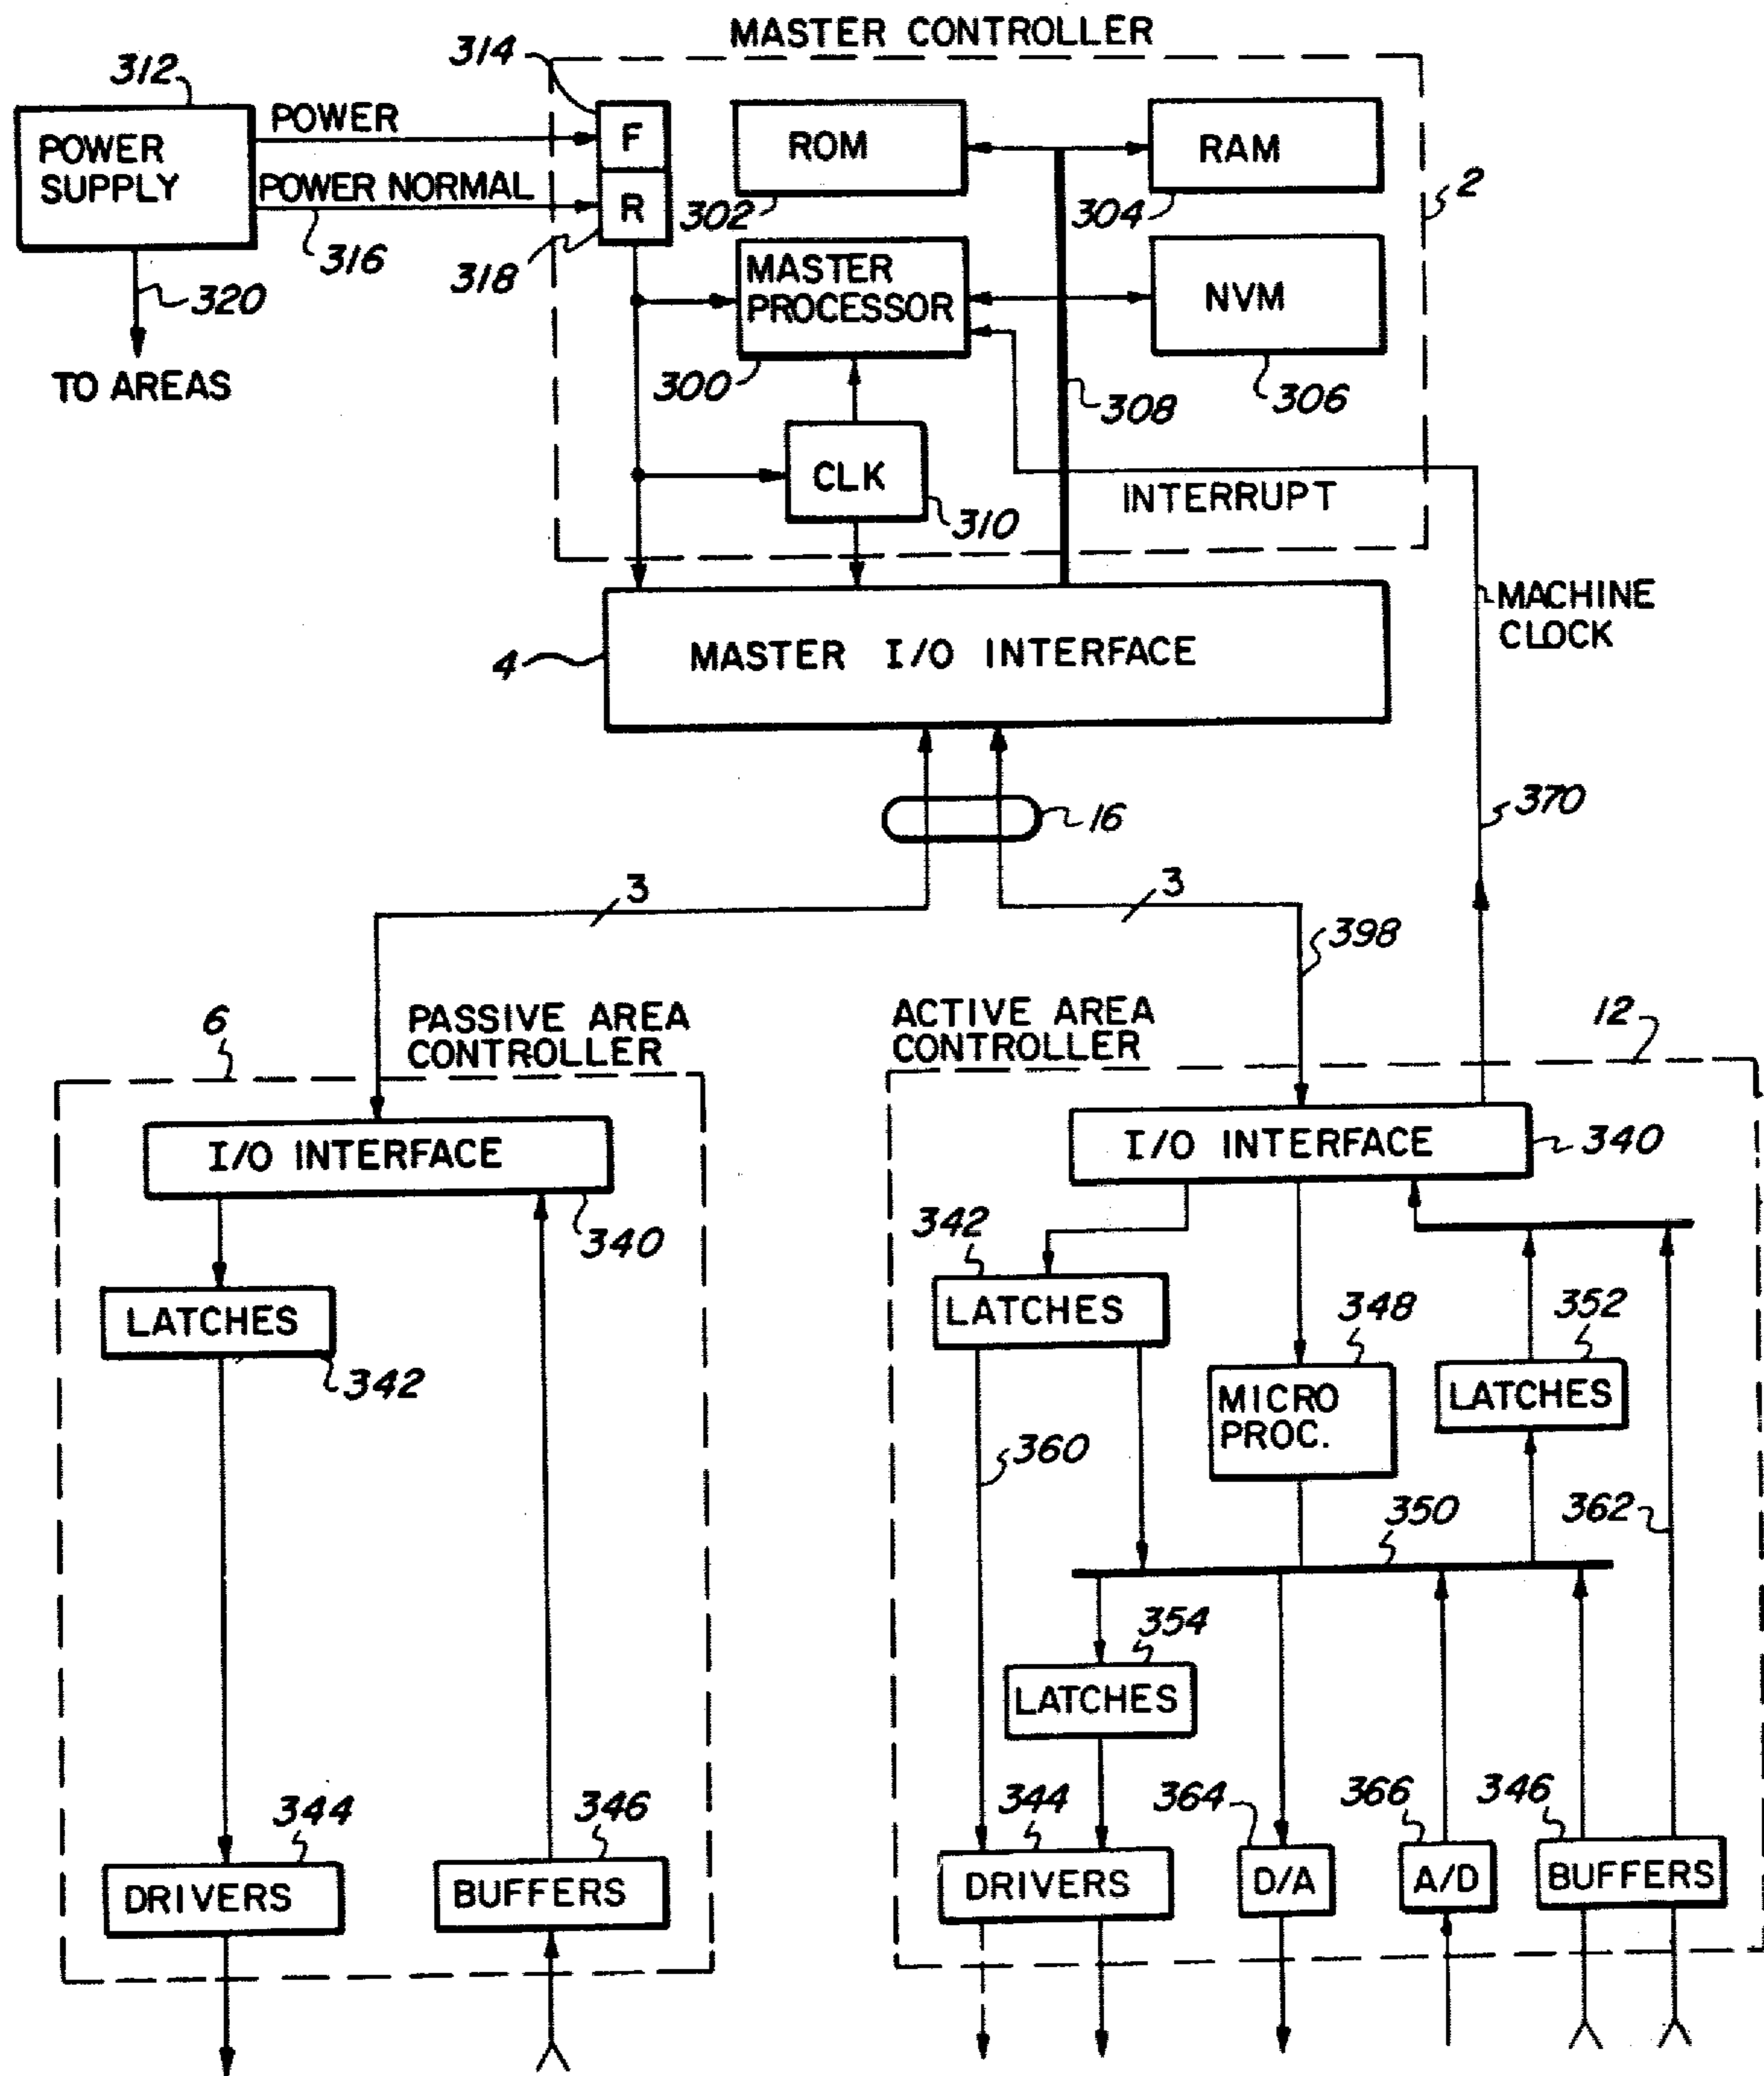 MASTER CONTROLLER
312
314
POWER
SUPPLY
POWER
POWER NORMAL
F
R
ROM
RAM
2
302
304
316
318
320
MASTER
PROCESSOR
NVM
TO AREAS
300
308
306
CLK
INTERRUPT
310
MACHINE
CLOCK
4
MASTER I/O INTERFACE
16
370
3
3
398
6
PASSIVE AREA
CONTROLLER
ACTIVE AREA
CONTROLLER
12
I/O INTERFACE
340
I/O INTERFACE
340
LATCHES
342
342
LATCHES
348
352
MICRO
PROC.
LATCHES
360
350
362
354
LATCHES
344
346
344
364
366
346
DRIVERS
BUFFERS
DRIVERS
D/A
A/D
BUFFERS